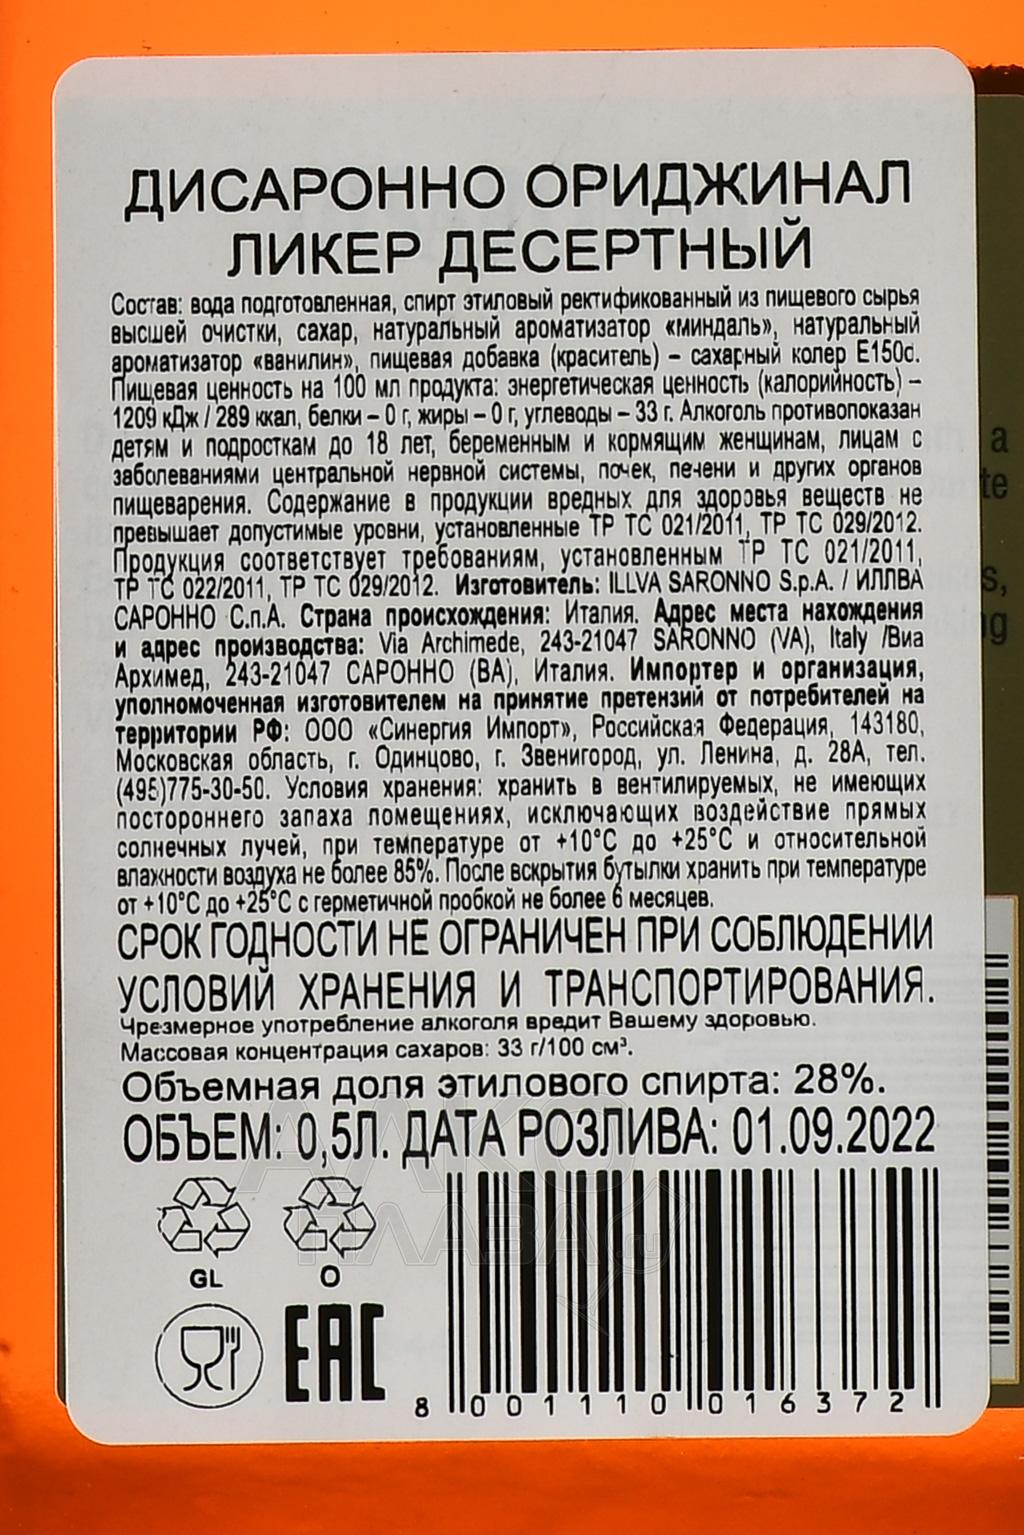 ДИСАРОННО ОРИДЖИНАЛ
ЛИКЕР ДЕСЕРТНЫЙ
Состав: вода подготовленная, спирт этиловый ректификованный из пищевого сырья
высшей очистки, сахар, натуральный ароматизатор «миндаль», натуральный
ароматизатор «ванилин», пищевая добавка (краситель) – сахарный колер Е150с.
Пищевая ценность на 100 мл продукта: энергетическая ценность (калорийность) –
1209 кДж / 289 ккал, белки – 0 г, жиры – 0 г, углеводы – 33 г. Алкоголь противопоказан
детям и подросткам до 18 лет, беременным и кормящим женщинам, лицам с
заболеваниями центральной нервной системы, почек, печени и других органов
пищеварения. Содержание в продукции вредных для здоровья веществ не
превышает допустимые уровни, установленные ТР ТС 021/2011, ТР ТС 029/2012.
Продукция соответствует требованиям, установленным ТР ТС 021/2011,
ТР ТС 022/2011, ТР ТС 029/2012. Изготовитель: ILLVA SARONNO S.p.A. / ИЛЛВА
САРОННО С.п.А. Страна происхождения: Италия. Адрес места нахождения
и адрес производства: Via Archimede, 243-21047 SARONNO (VA), Italy /Виа
Архимед, 243-21047 САРОННО (ВА), Италия. Импортер и организация,
уполномоченная изготовителем на принятие претензий от потребителей на
территории РФ: ООО «Синергия Импорт», Российская Федерация, 143180,
Московская область, г. Одинцово, г. Звенигород, ул. Ленина, д. 28А, тел.
(495)775-30-50. Условия хранения: хранить в вентилируемых, не имеющих
постороннего запаха помещениях, исключающих воздействие прямых
солнечных лучей, при температуре от +10°С до +25°С и относительной
влажности воздуха не более 85%. После вскрытия бутылки хранить при температуре
от +10°С до +25°С с герметичной пробкой не более 6 месяцев.
СРОК ГОДНОСТИ НЕ ОГРАНИЧЕН ПРИ СОБЛЮДЕНИИ
УСЛОВИЙ ХРАНЕНИЯ И ТРАНСПОРТИРОВАНИЯ.
Чрезмерное употребление алкоголя вредит Вашему здоровью.
Массовая концентрация сахаров: 33 г/100 см³.
Объемная доля этилового спирта: 28%.
ОБЪЕМ: 0,5Л. ДАТА РОЗЛИВА: 01.09.2022
GL O
EAC
8 001110 016372